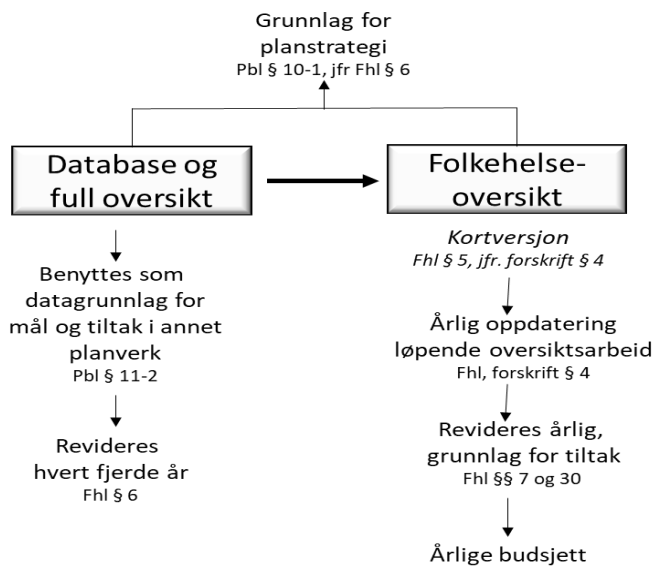 Grunnlag for
planstrategi
Pbl § 10-1, jfr Fhl § 6
Database og
full oversikt
Benyttes som
datagrunnlag for
mål og tiltak i annet
planverk
Pbl § 11-2
Revideres
hvert fjerde år
Fhl § 6
Folkehelse-
oversikt
Kortversjon
Fhl § 5, jfr. forskrift § 4
Årlig oppdatering
løpende oversiktsarbeid
Fhl, forskrift § 4
Revideres årlig,
grunnlag for tiltak
Fhl §§ 7 og 30
Årlige budsjett